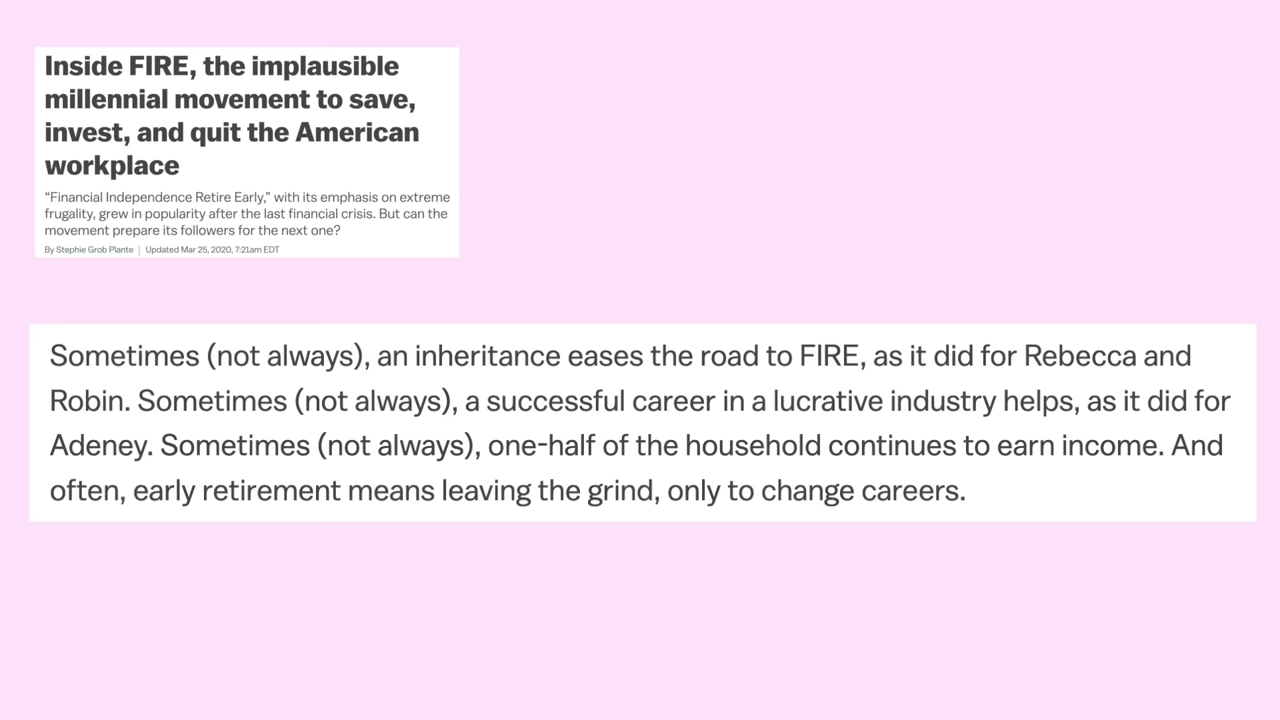 Inside FIRE, the implausible
millennial movement to save,
invest, and quit the American
workplace
“Financial Independence Retire Early,” with its emphasis on extreme
frugality, grew in popularity after the last financial crisis. But can the
movement prepare its followers for the next one?
By Stephie Grob Plante | Updated Mar 25, 2020, 7:21am EDT
Sometimes (not always), an inheritance eases the road to FIRE, as it did for Rebecca and
Robin. Sometimes (not always), a successful career in a lucrative industry helps, as it did for
Adeney. Sometimes (not always), one-half of the household continues to earn income. And
often, early retirement means leaving the grind, only to change careers.